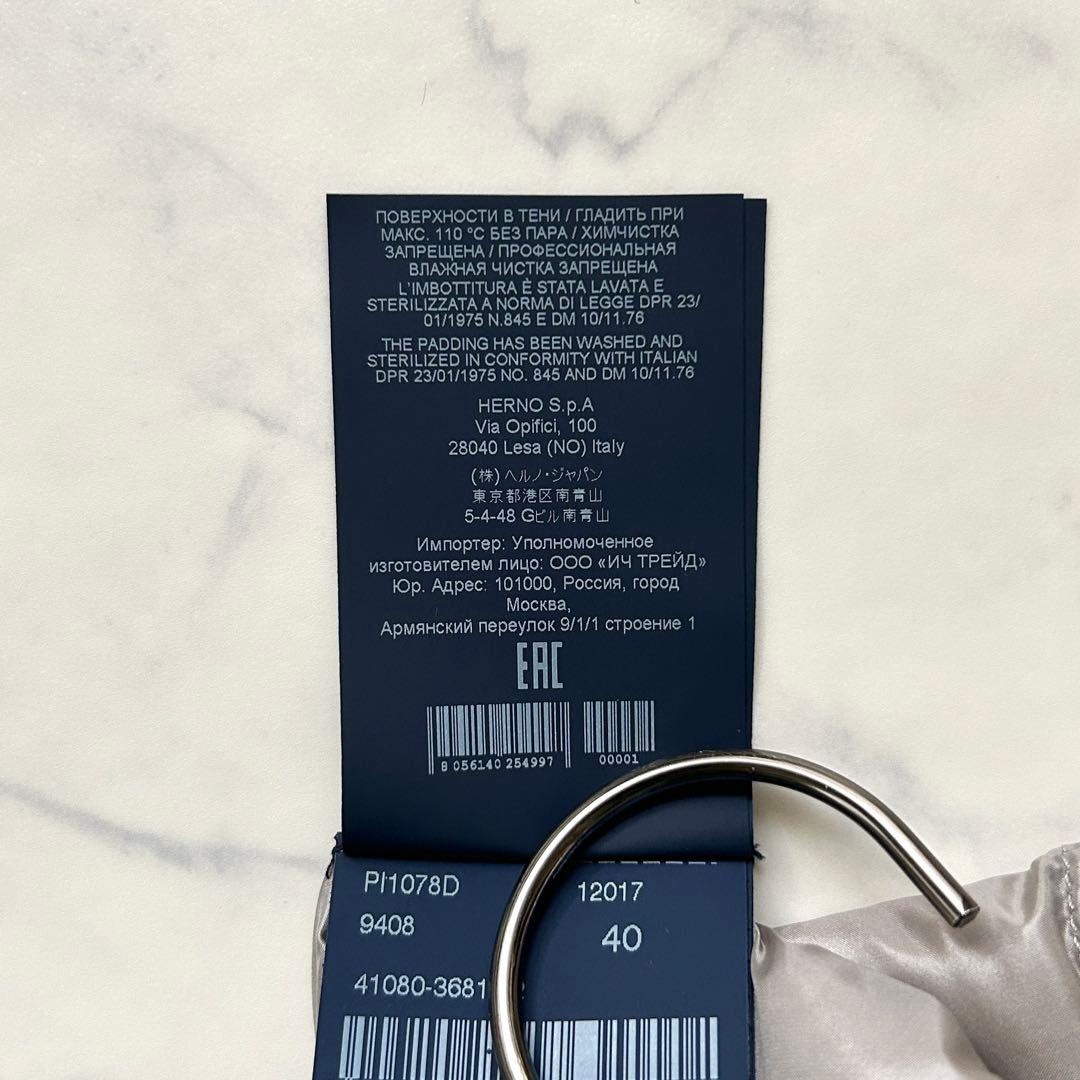 ПОВЕРХНОСТИ В ТЕНИ / ГЛАДИТЬ ПРИ
МАКС. 110 °C БЕЗ ПАРА / ХИМЧИСТКА
ЗАПРЕЩЕНА / ПРОФЕССИОНАЛЬНАЯ
ВЛАЖНАЯ ЧИСТКА ЗАПРЕЩЕНА
L'IMBOTTITURA È STATA LAVATA E
STERILIZZATA A NORMA DI LEGGE DPR 23/
01/1975 N.845 E DM 10/11.76
THE PADDING HAS BEEN WASHED AND
STERILIZED IN CONFORMITY WITH ITALIAN
DPR 23/01/1975 NO. 845 AND DM 10/11.76
HERNO S.p.A
Via Opifici, 100
28040 Lesa (NO) Italy
(株) ヘルノ・ジャパン
東京都港区南青山
5-4-48 Gビル南青山
Импортер: Уполномоченное
изготовителем лицо: ООО «ИЧ ТРЕЙД»
Юр. Адрес: 101000, Россия, город
Москва,
Армянский переулок 9/1/1 строение 1
EAC
8 056140 254997 00001
PI1078D 12017
9408 40
41080-3681